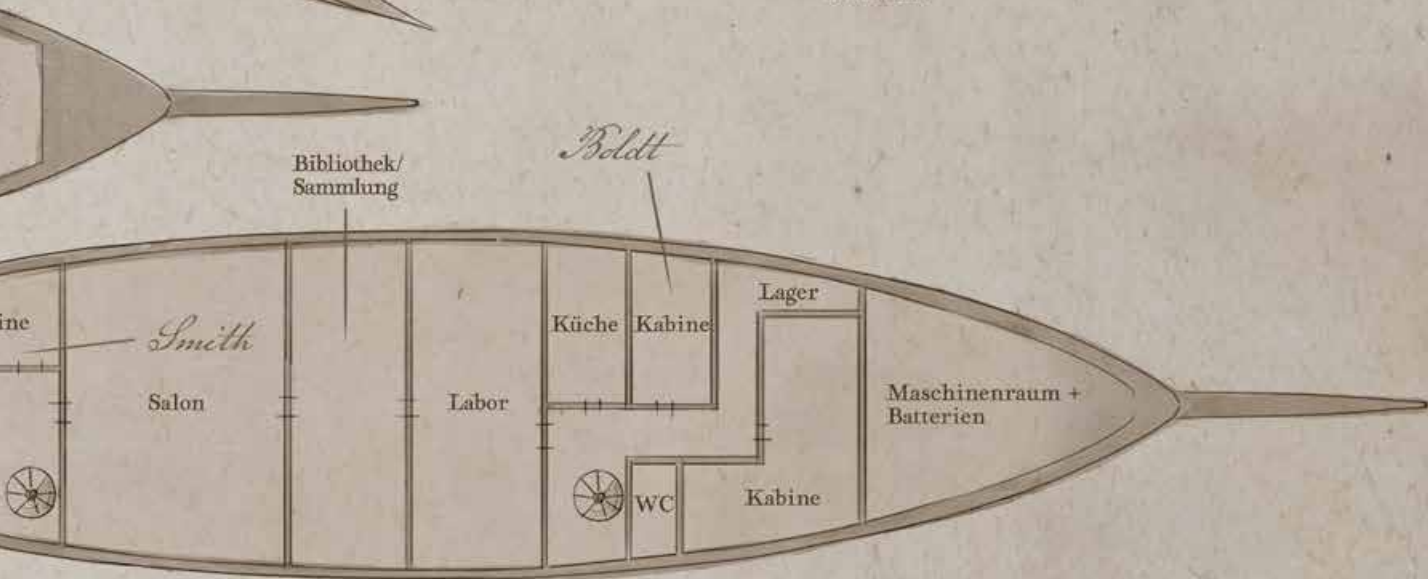 Boldt
Bibliothek/
Sammlung
Lager
ine
Smith
Küche
Kabine
Salon
Labor
Maschinenraum +
Batterien
WC
Kabine